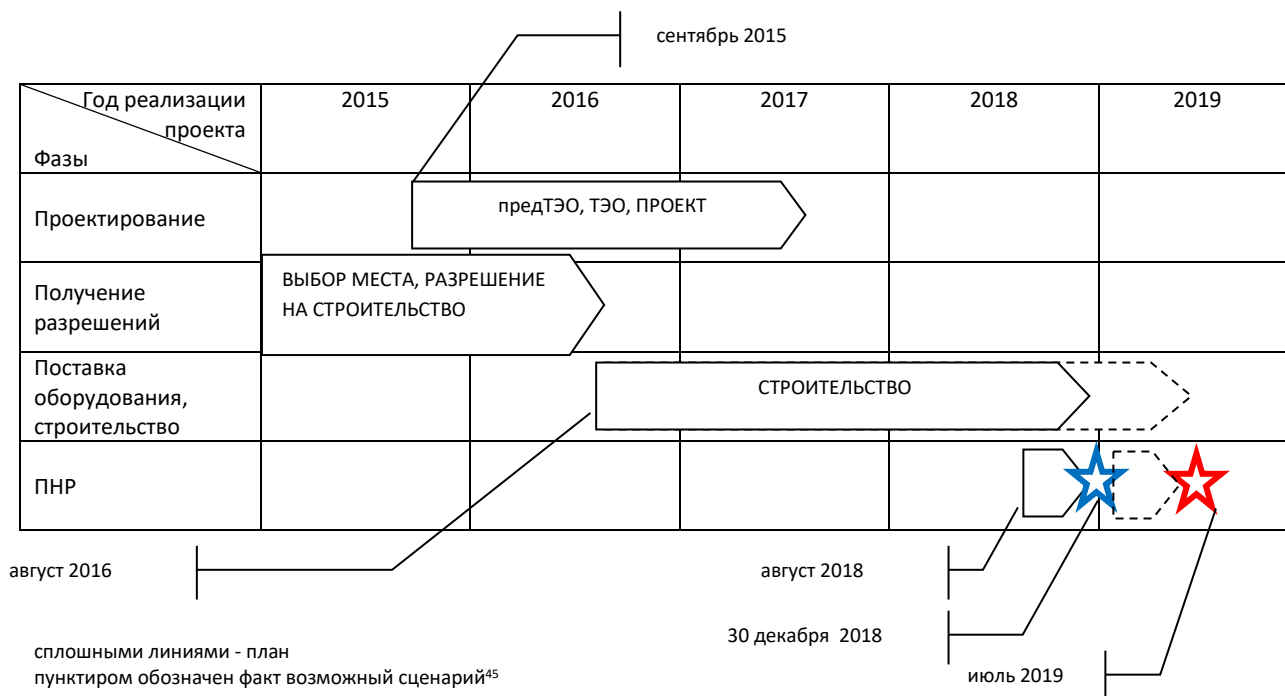 сентябрь 2015
Год реализации
проекта
Фазы
2015
2016
2017
2018
2019
Проектирование
предТЭО, ТЭО, ПРОЕКТ
Получение
разрешений
ВЫБОР МЕСТА, РАЗРЕШЕНИЕ
НА СТРОИТЕЛЬСТВО
Поставка
оборудования,
строительство
СТРОИТЕЛЬСТВО
ПНР
август 2016
август 2018
30 декабря 2018
июль 2019
сплошными линиями - план
пунктиром обозначен факт возможный сценарий⁴⁵